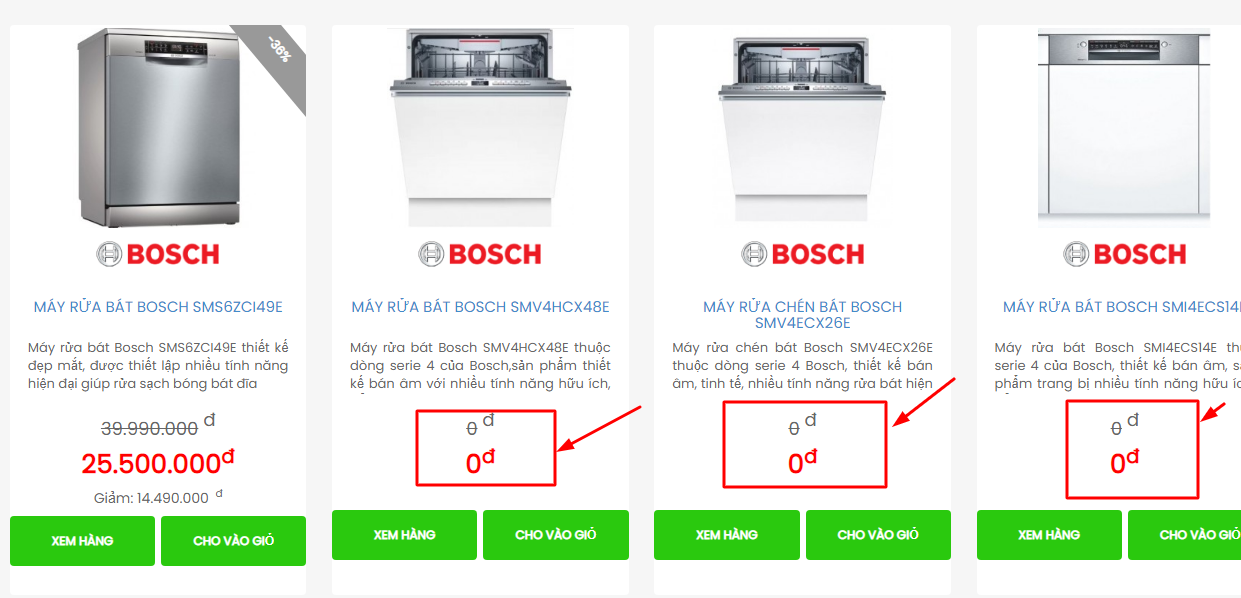 -36%
BOSCH
MÁY RỬA BÁT BOSCH SMS6ZCI49E
Máy rửa bát Bosch SMS6ZCI49E thiết kế
đẹp mắt, được thiết lập nhiều tính năng
hiện đại giúp rửa sạch bóng bát đĩa
39.990.000 đ
25.500.000đ
Giảm: 14.490.000 đ
XEM HÀNG
CHO VÀO GIỎ
BOSCH
MÁY RỬA BÁT BOSCH SMV4HCX48E
Máy rửa bát Bosch SMV4HCX48E thuộc
dòng serie 4 của Bosch,sản phẩm thiết
kế bán âm với nhiều tính năng hữu ích,
0 đ
0đ
XEM HÀNG
CHO VÀO GIỎ
BOSCH
MÁY RỬA CHÉN BÁT BOSCH
SMV4ECX26E
Máy rửa chén bát Bosch SMV4ECX26E
thuộc dòng serie 4 Bosch, thiết kế bán
âm, tinh tế, nhiều tính năng rửa bát hiện
0 đ
0đ
XEM HÀNG
CHO VÀO GIỎ
BOSCH
MÁY RỬA BÁT BOSCH SMI4ECS14E
Máy rửa bát Bosch SMI4ECS14E
serie 4 của Bosch, thiết kế bán âm,
phẩm trang bị nhiều tính năng hữu
0 đ
0đ
XEM HÀNG
CHO VÀO GIỎ